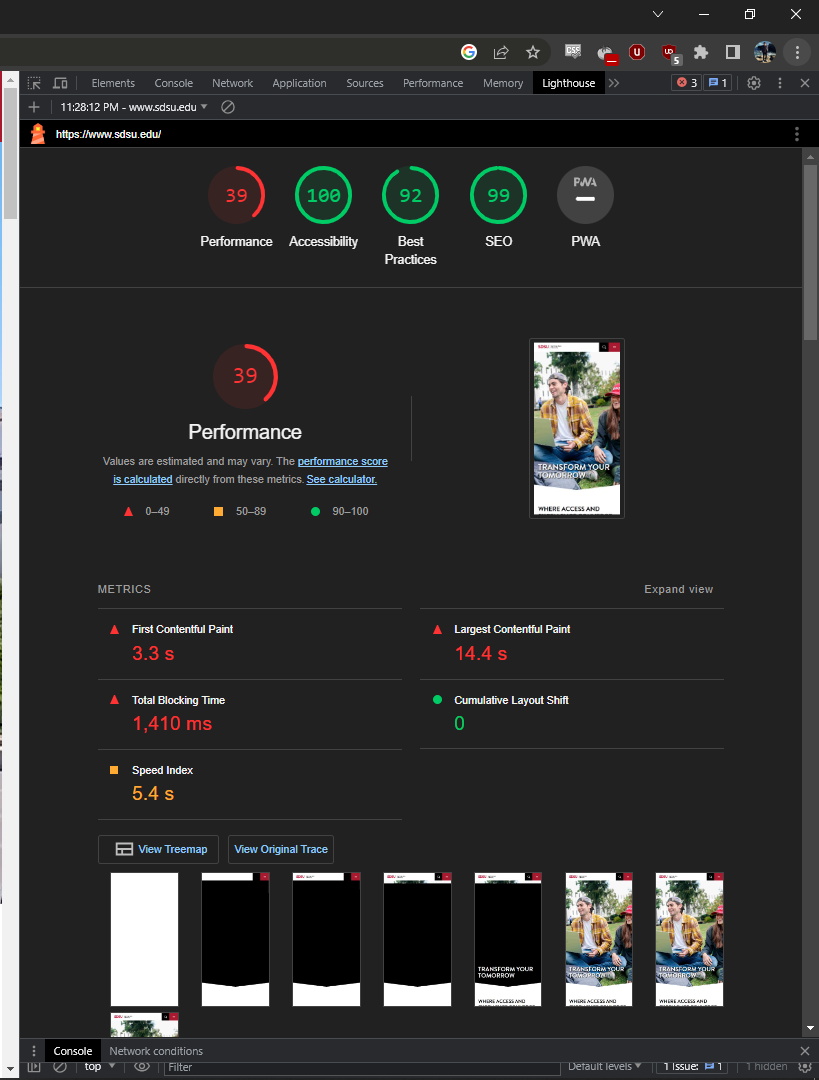 CSP
U
UD
5
Elements Console Network Application Sources Performance Memory Lighthouse
3 1
11:28:12 PM - www.sdsu.edu
https://www.sdsu.edu/
39 100 92 99 PWA
Performance Accessibility Best Practices SEO PWA
39
Performance
Values are estimated and may vary. The performance score
is calculated directly from these metrics. See calculator.
0–49 50–89 90–100
SDSU
TRANSFORM YOUR
TOMORROW
WHERE ACCESS AND
METRICS
Expand view
First Contentful Paint
3.3 s
Largest Contentful Paint
14.4 s
Total Blocking Time
1,410 ms
Cumulative Layout Shift
0
Speed Index
5.4 s
View Treemap
View Original Trace
TRANSFORM YOUR
TOMORROW
WHERE ACCESS AND
TRANSFORM YOUR
TOMORROW
WHERE ACCESS AND
TRANSFORM YOUR
TOMORROW
WHERE ACCESS AND
Console Network conditions
top Filter Default levels 1 Issue: 1 1 hidden